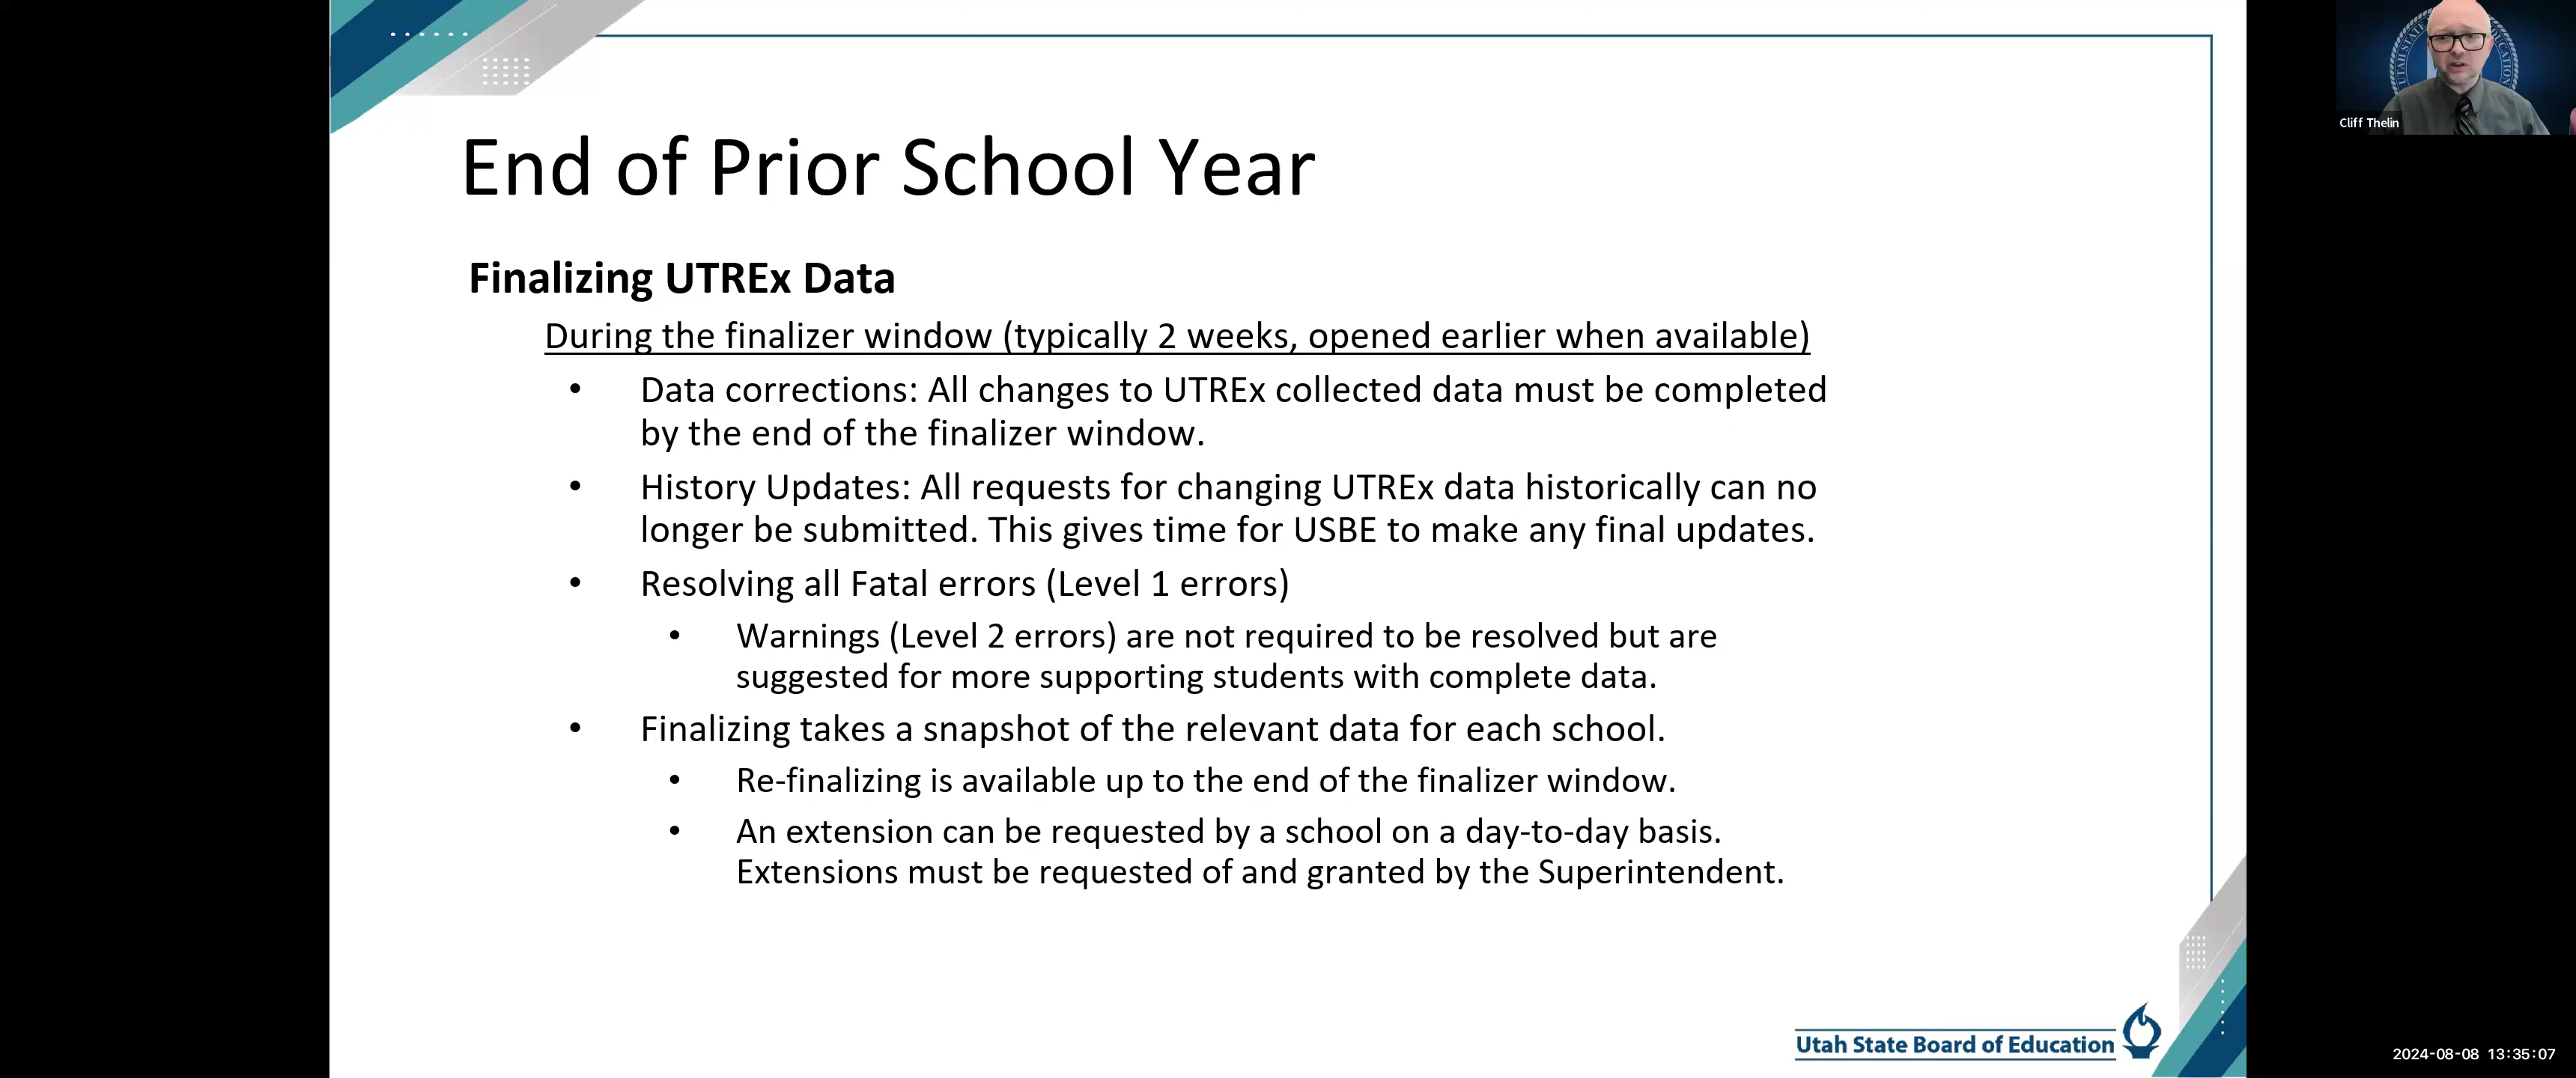 End of Prior School Year
Finalizing UTREx Data
During the finalizer window (typically 2 weeks, opened earlier when available)
• Data corrections: All changes to UTREx collected data must be completed
by the end of the finalizer window.
• History Updates: All requests for changing UTREx data historically can no
longer be submitted. This gives time for USBE to make any final updates.
• Resolving all Fatal errors (Level 1 errors)
• Warnings (Level 2 errors) are not required to be resolved but are
suggested for more supporting students with complete data.
• Finalizing takes a snapshot of the relevant data for each school.
• Re-finalizing is available up to the end of the finalizer window.
• An extension can be requested by a school on a day-to-day basis.
Extensions must be requested of and granted by the Superintendent.
Utah State Board of Education
UTAH STATE
EDUCATION
Cliff Thelin
2024-08-08 13:35:07